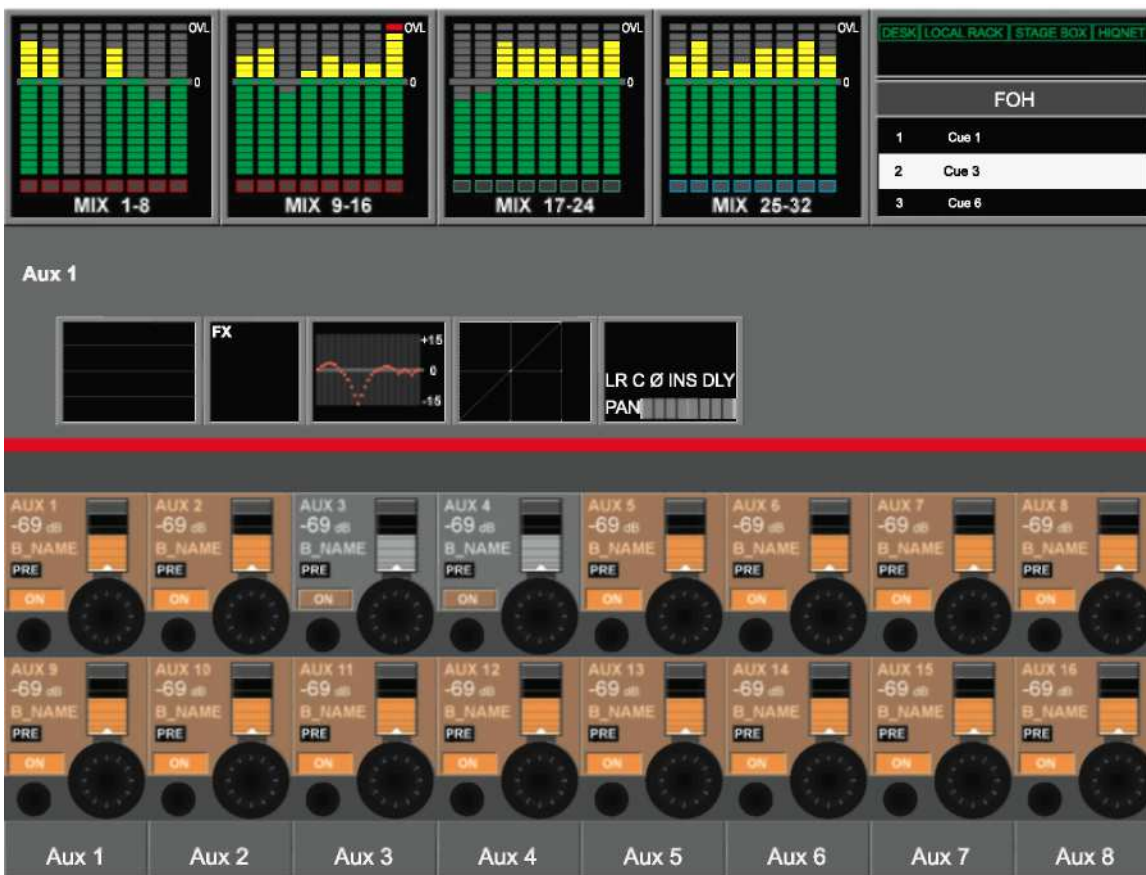 OVL OVL OVL OVL
DESK LOCAL RACK STAGE BOX HIQNET
0 0 0 0
FOH
1 Cue 1
2 Cue 3
3 Cue 6
MIX 1-8 MIX 9-16 MIX 17-24 MIX 25-32
Aux 1
FX
+15
0
-15
LR C Ø INS DLY
PAN
AUX 1 AUX 2 AUX 3 AUX 4 AUX 5 AUX 6 AUX 7 AUX 8
-69 dB -69 dB -69 dB -69 dB -69 dB -69 dB -69 dB -69 dB
B_NAME B_NAME B_NAME B_NAME B_NAME B_NAME B_NAME B_NAME
PRE PRE PRE PRE PRE PRE PRE PRE
ON ON ON ON ON ON ON ON
AUX 9 AUX 10 AUX 11 AUX 12 AUX 13 AUX 14 AUX 15 AUX 16
-69 dB -69 dB -69 dB -69 dB -69 dB -69 dB -69 dB -69 dB
B_NAME B_NAME B_NAME B_NAME B_NAME B_NAME B_NAME B_NAME
PRE PRE PRE PRE PRE PRE PRE PRE
ON ON ON ON ON ON ON ON
Aux 1 Aux 2 Aux 3 Aux 4 Aux 5 Aux 6 Aux 7 Aux 8